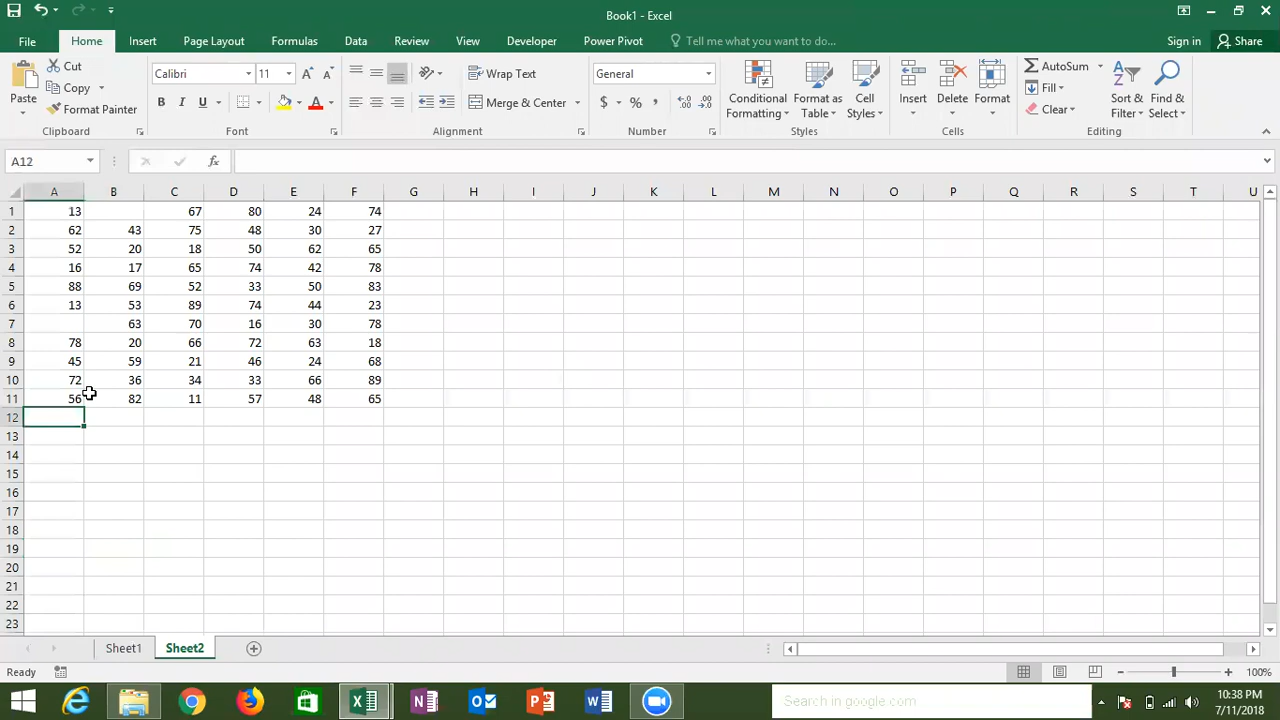 Book1 - Excel
File Home Insert Page Layout Formulas Data Review View Developer Power Pivot Tell me what you want to do... Sign in Share
Paste Cut Copy Format Painter Clipboard
Calibri 11 B I U A A A Font
Wrap Text Merge & Center Alignment
General $ % , Number
Conditional Formatting Format as Table Cell Styles Styles
Insert Delete Format Cells
AutoSum Fill Clear Sort & Filter Find & Select Editing
A12 fx
A B C D E F G H I J K L M N O P Q R S T U
1 13 67 80 24 74
2 62 43 75 48 30 27
3 52 20 18 50 62 65
4 16 17 65 74 42 78
5 88 69 52 33 50 83
6 13 53 89 74 44 23
7 63 70 16 30 78
8 78 20 66 72 63 18
9 45 59 21 46 24 68
10 72 36 34 33 66 89
11 56 82 11 57 48 65
12
13
14
15
16
17
18
19
20
21
22
23
Sheet1 Sheet2
Ready 100%
Search in google.com
10:38 PM
7/11/2018